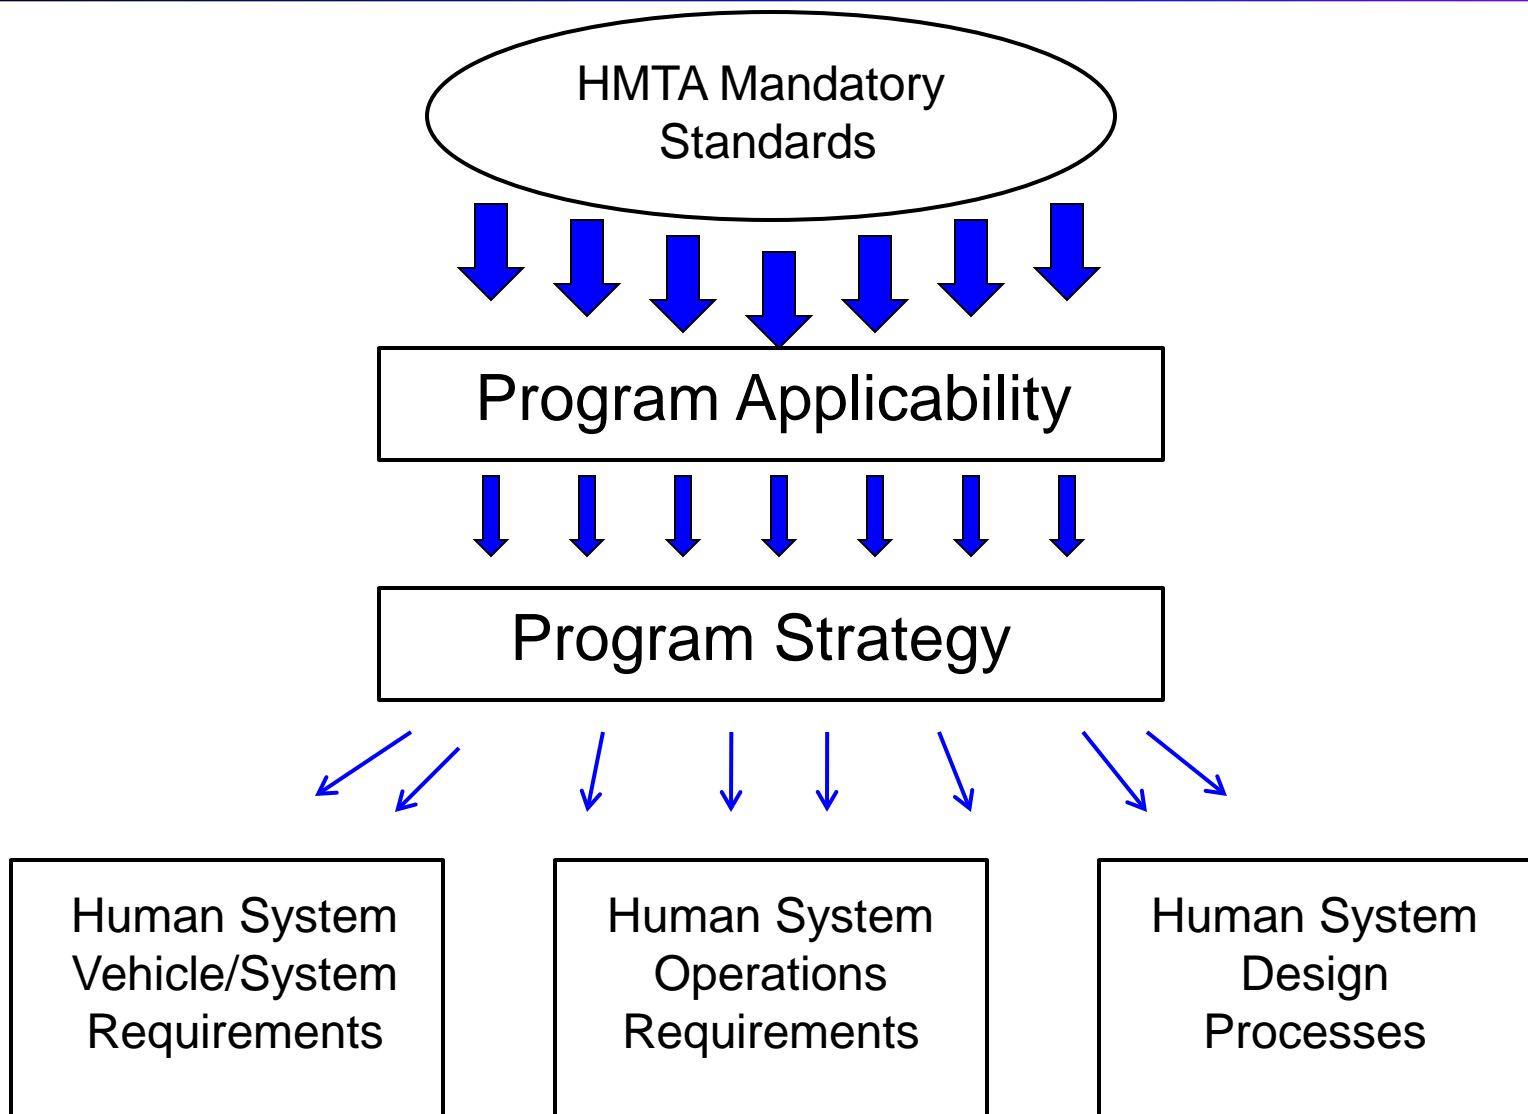 HMTA Mandatory
Standards
Program Applicability
Program Strategy
Human System
Vehicle/System
Requirements
Human System
Operations
Requirements
Human System
Design
Processes